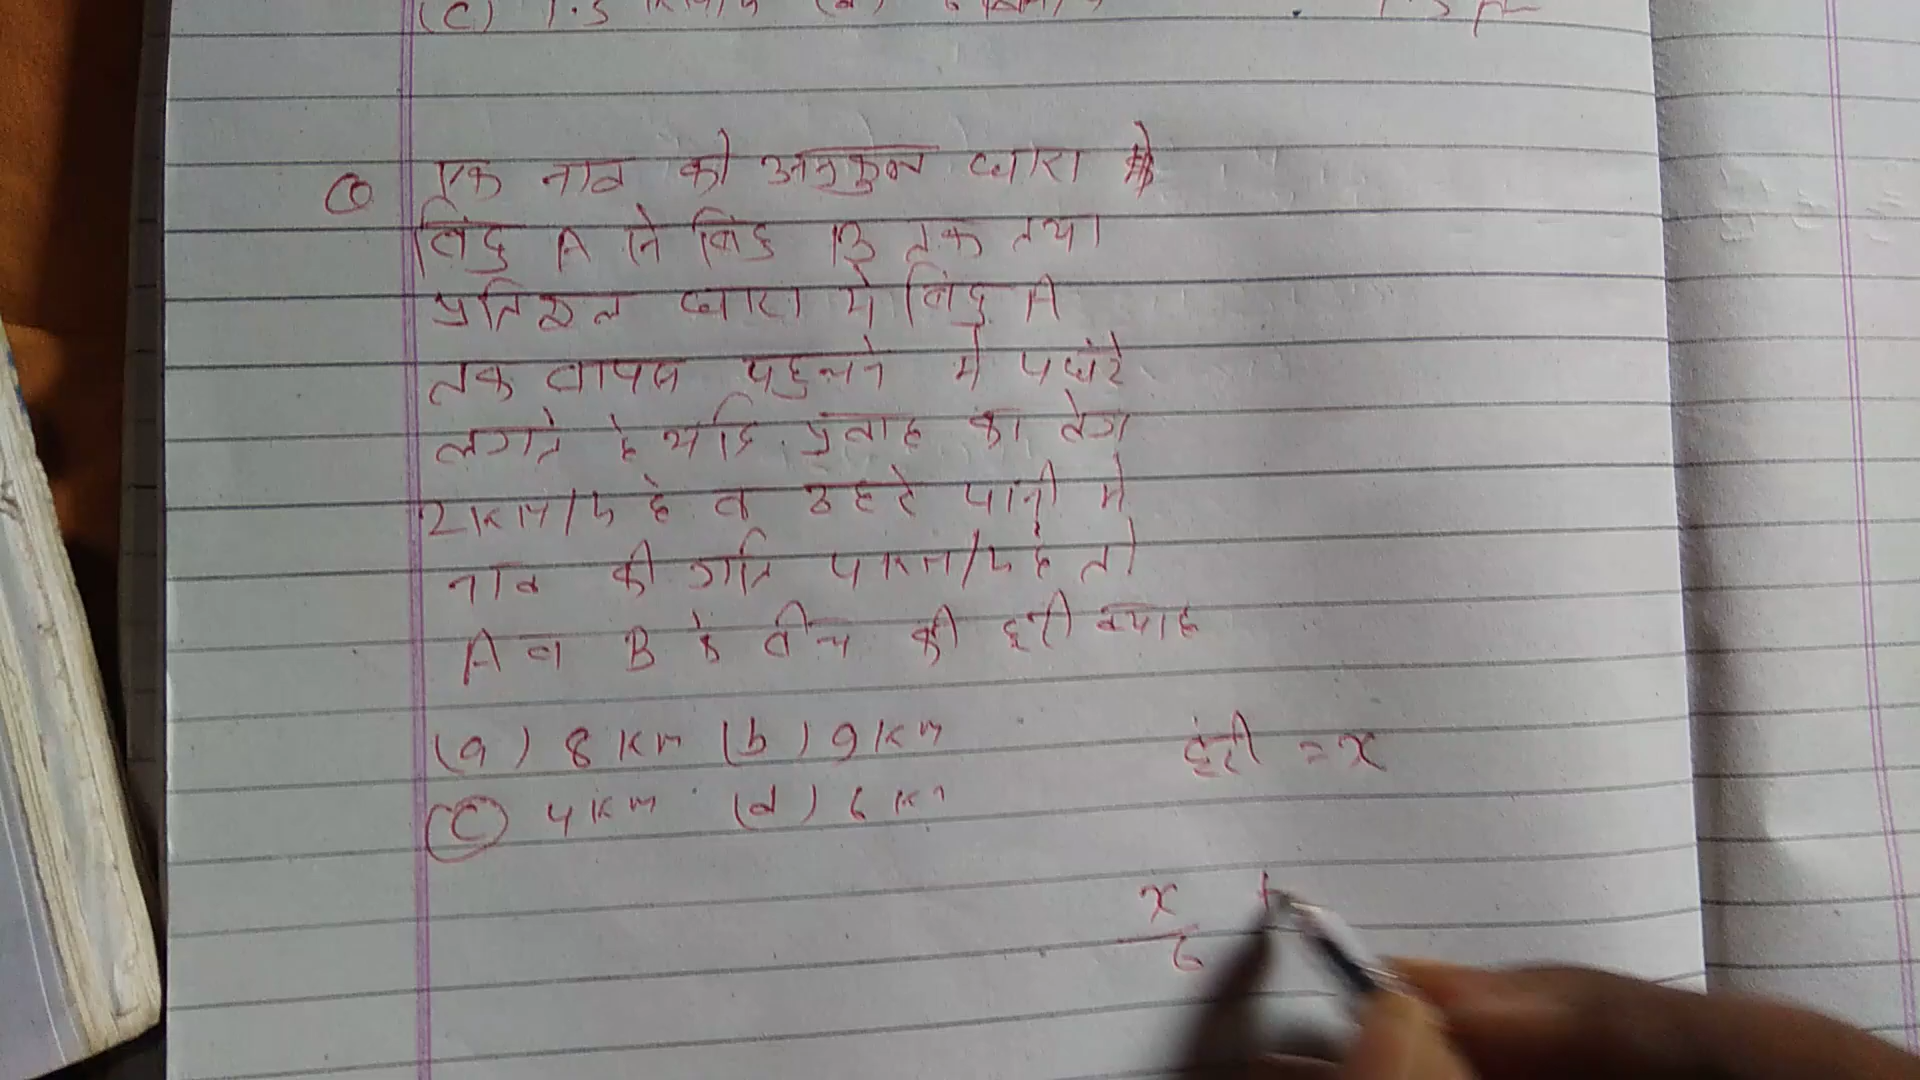 एक नाव को अनुकुल द्वारा
बिंदु A से बिंदु B तक तथा
प्रतिकुल द्वारा मे बिंदु A
तक वापस पहुचने मे 4 घंटे
लगते है यदि प्रवाह का वेग
2km/h है व ठहरे पानी मे
नाव की गति 4km/h है तो
A व B के बीच की दूरी क्या है
(a) 8 km (b) 9 km
(c) 4 km (d) 6 km
दूरी = x
x +
6